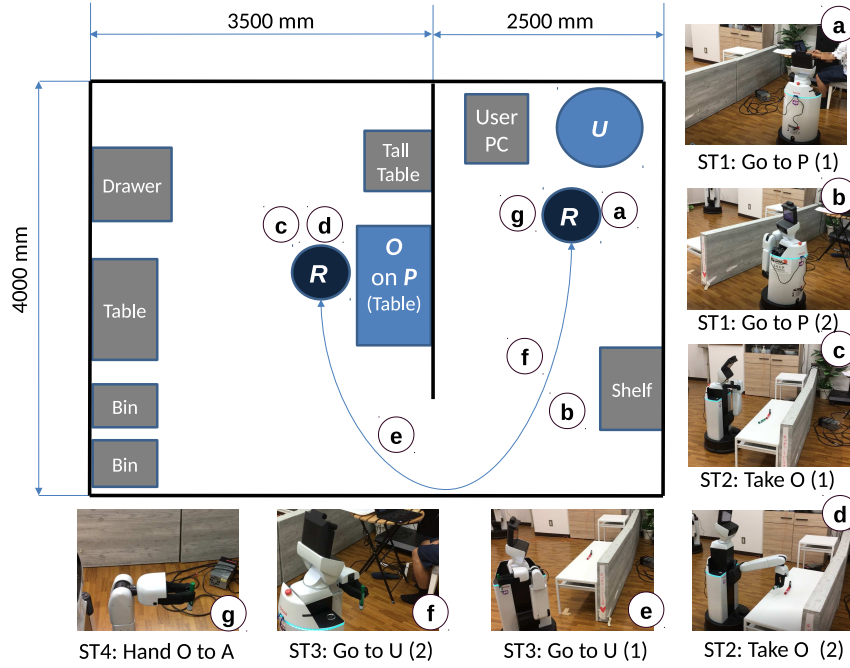 3500 mm
2500 mm
4000 mm
a
ST1: Go to P (1)
User
PC
U
Tall
Table
Drawer
b
ST1: Go to P (2)
g
R
a
c
d
R
O
on P
(Table)
Table
c
ST2: Take O (1)
f
Shelf
b
Bin
e
Bin
d
ST2: Take O (2)
g
ST4: Hand O to A
f
ST3: Go to U (2)
e
ST3: Go to U (1)